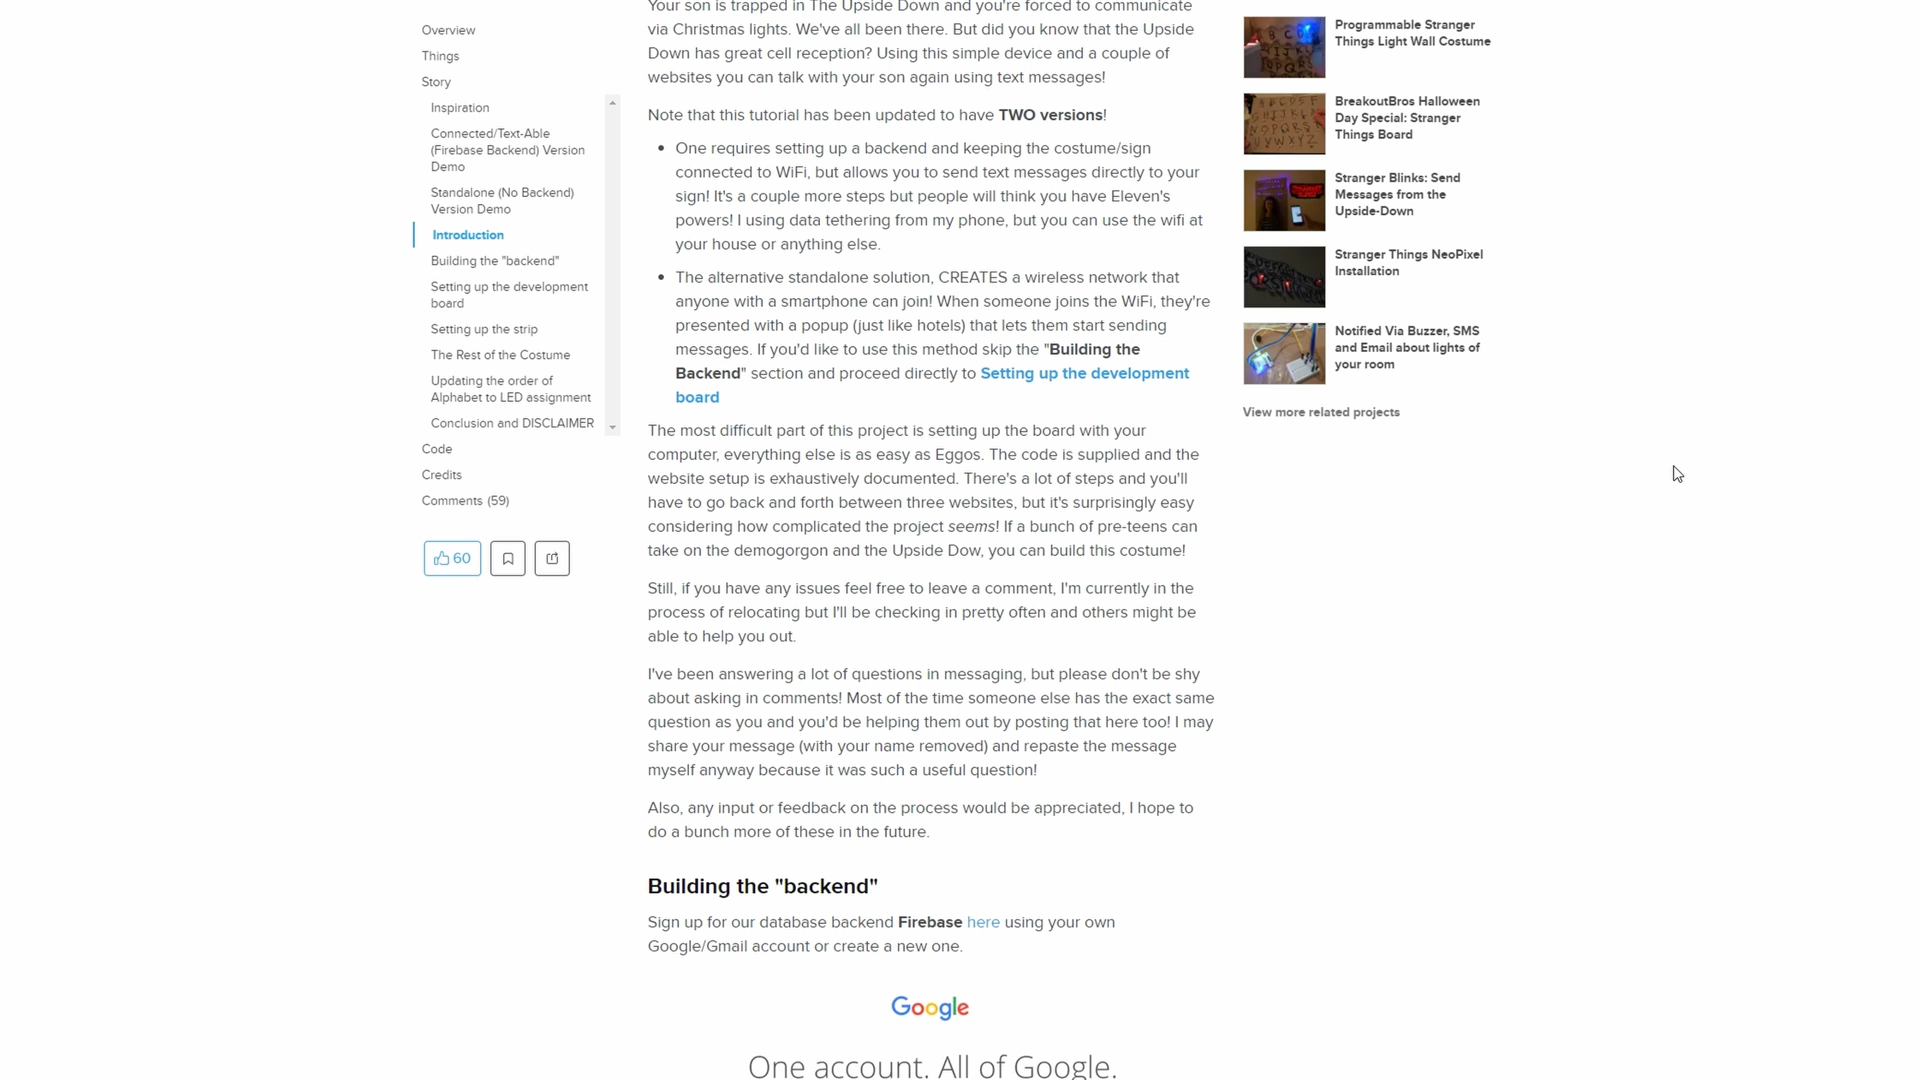 Overview
Things
Story
Inspiration
Connected/Text-Able
(Firebase Backend) Version
Demo
Standalone (No Backend)
Version Demo
Introduction
Building the "backend"
Setting up the development
board
Setting up the strip
The Rest of the Costume
Updating the order of
Alphabet to LED assignment
Conclusion and DISCLAIMER
Code
Credits
Comments (59)
60
Your son is trapped in The Upside Down and you're forced to communicate
via Christmas lights. We've all been there. But did you know that the Upside
Down has great cell reception? Using this simple device and a couple of
websites you can talk with your son again using text messages!
Note that this tutorial has been updated to have TWO versions!
• One requires setting up a backend and keeping the costume/sign
connected to WiFi, but allows you to send text messages directly to your
sign! It's a couple more steps but people will think you have Eleven's
powers! I using data tethering from my phone, but you can use the wifi at
your house or anything else.
• The alternative standalone solution, CREATES a wireless network that
anyone with a smartphone can join! When someone joins the WiFi, they're
presented with a popup (just like hotels) that lets them start sending
messages. If you'd like to use this method skip the "Building the
Backend" section and proceed directly to Setting up the development
board
The most difficult part of this project is setting up the board with your
computer, everything else is as easy as Eggos. The code is supplied and the
website setup is exhaustively documented. There's a lot of steps and you'll
have to go back and forth between three websites, but it's surprisingly easy
considering how complicated the project seems! If a bunch of pre-teens can
take on the demogorgon and the Upside Dow, you can build this costume!
Still, if you have any issues feel free to leave a comment, I'm currently in the
process of relocating but I'll be checking in pretty often and others might be
able to help you out.
I've been answering a lot of questions in messaging, but please don't be shy
about asking in comments! Most of the time someone else has the exact same
question as you and you'd be helping them out by posting that here too! I may
share your message (with your name removed) and repaste the message
myself anyway because it was such a useful question!
Also, any input or feedback on the process would be appreciated, I hope to
do a bunch more of these in the future.
Building the "backend"
Sign up for our database backend Firebase here using your own
Google/Gmail account or create a new one.
Google
One account. All of Google.
Programmable Stranger
Things Light Wall Costume
BreakoutBros Halloween
Day Special: Stranger
Things Board
Stranger Blinks: Send
Messages from the
Upside-Down
Stranger Things NeoPixel
Installation
Notified Via Buzzer, SMS
and Email about lights of
your room
View more related projects